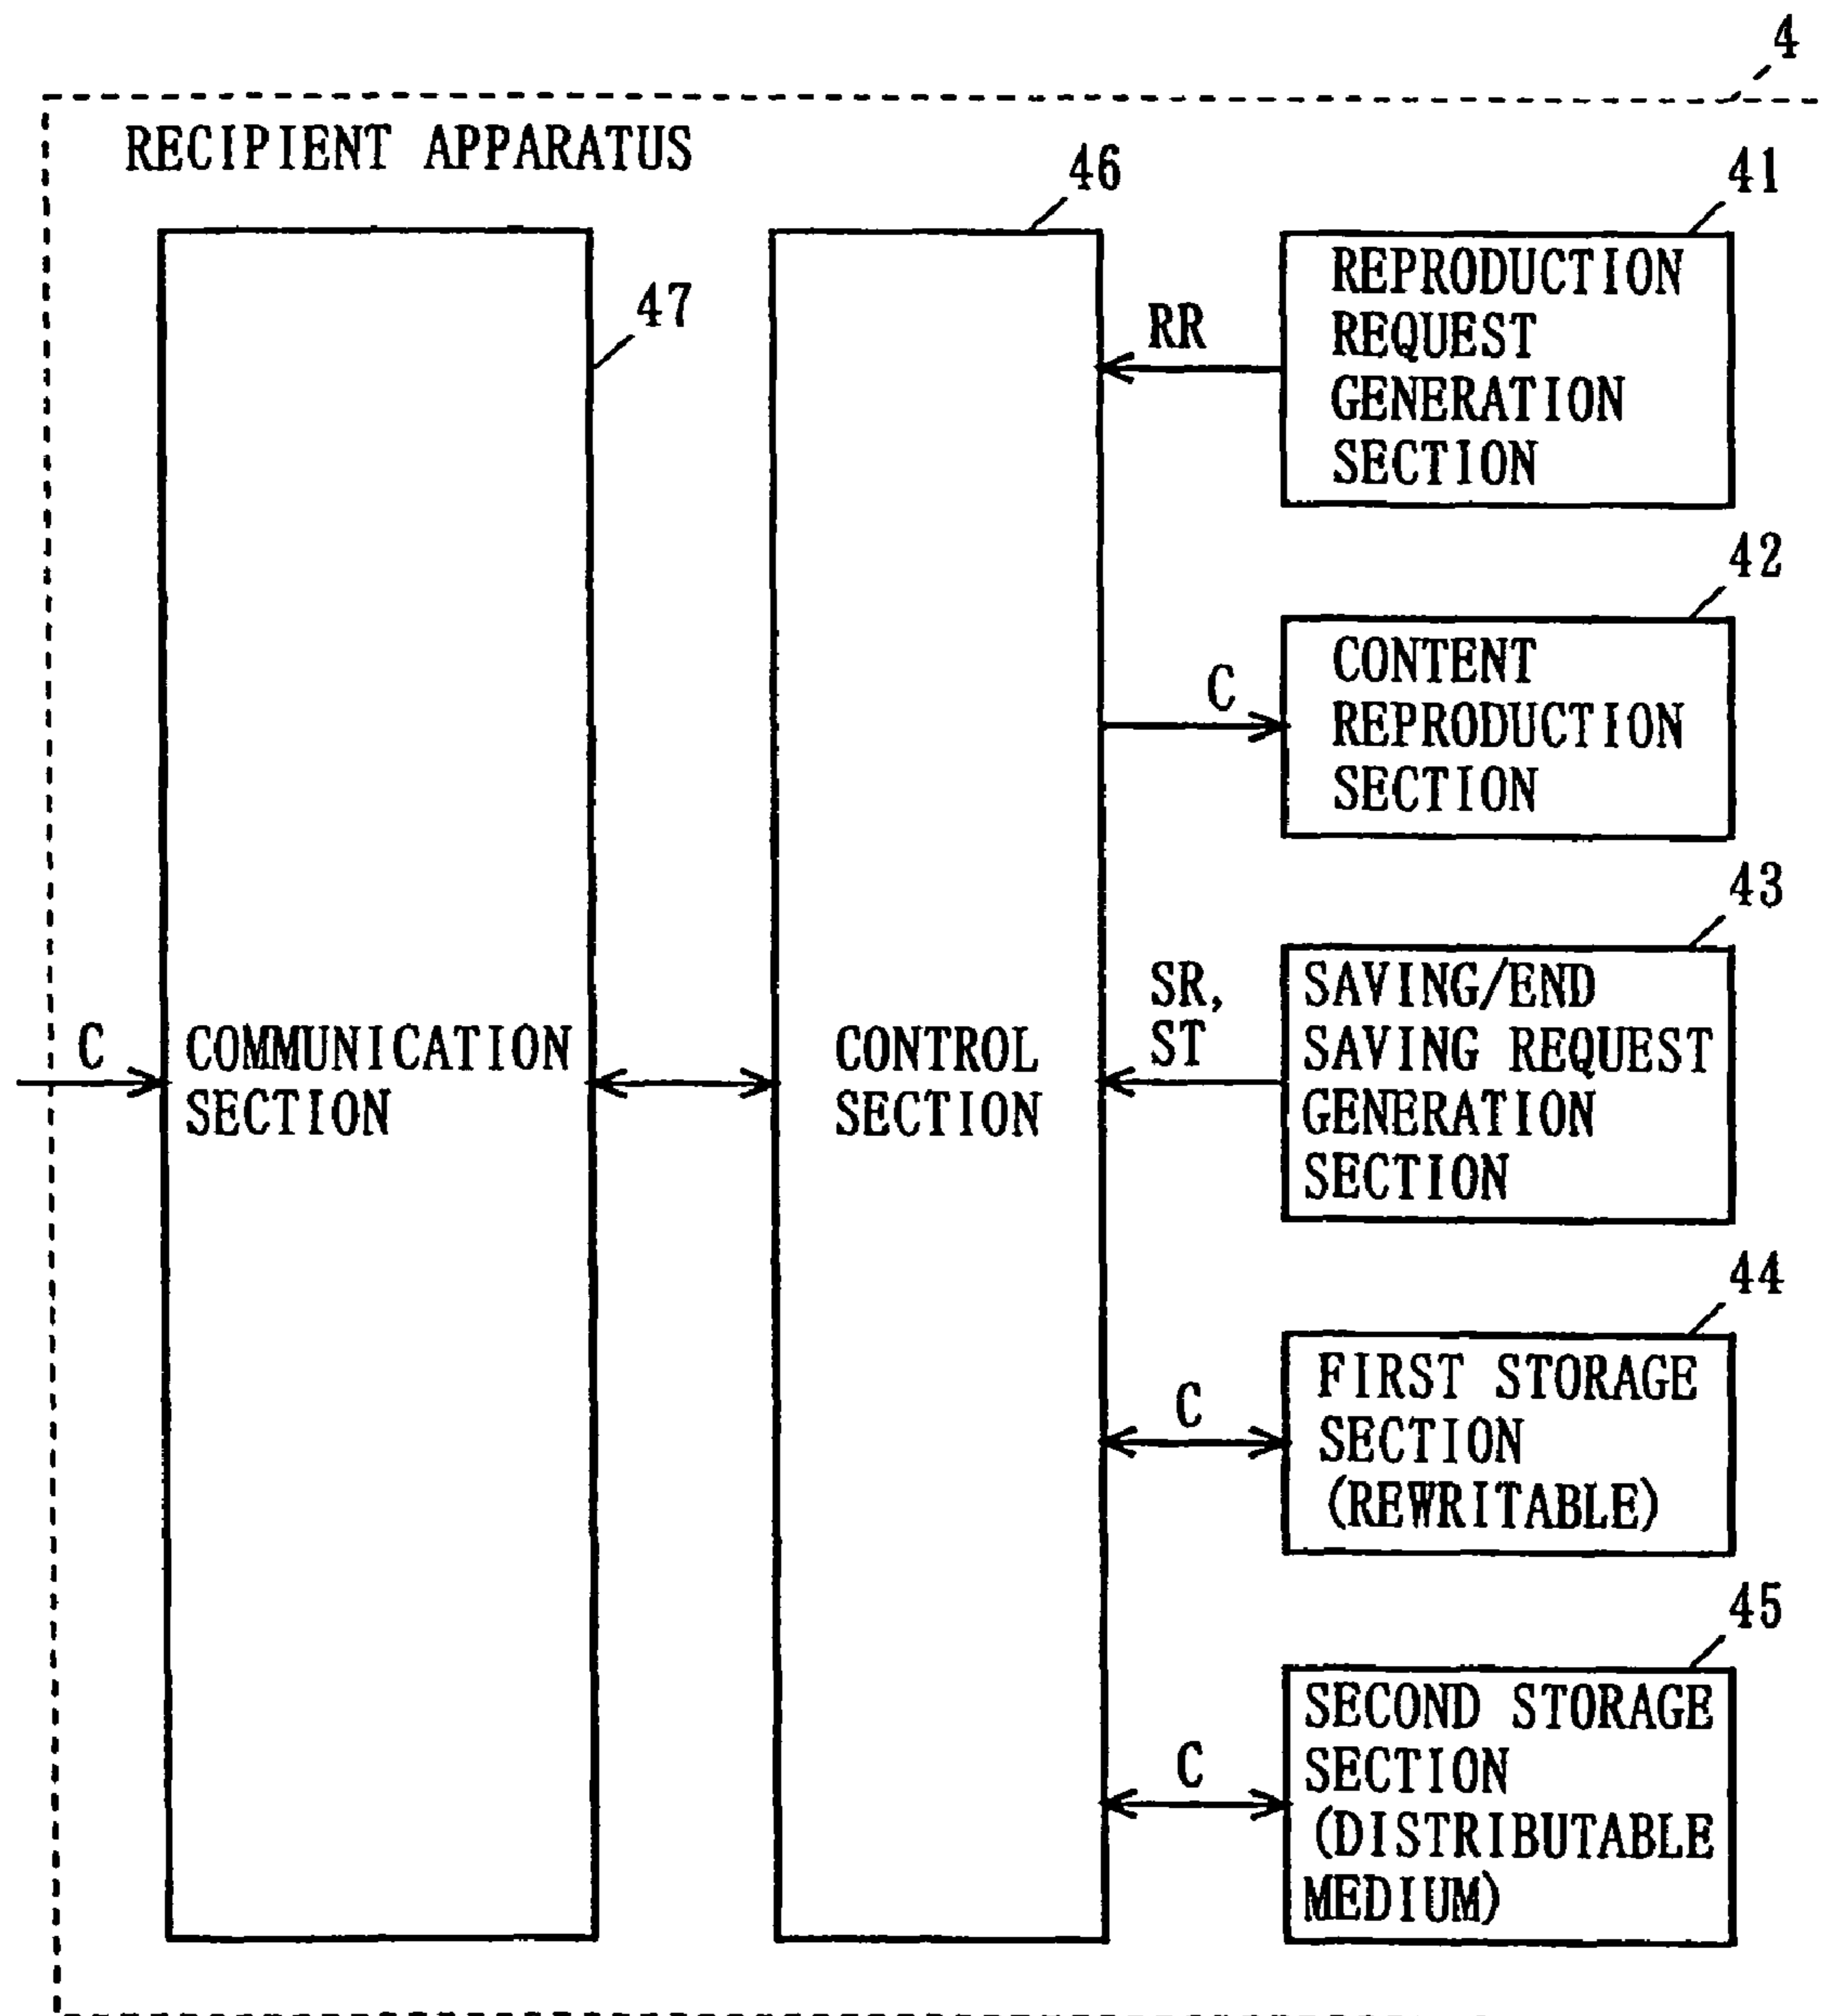 4
RECIPIENT APPARATUS
46
41
47
REPRODUCTION
REQUEST
GENERATION
SECTION
RR
42
CONTENT
REPRODUCTION
SECTION
C
43
SAVING/END
SAVING REQUEST
GENERATION
SECTION
SR,
ST
C
COMMUNICATION
SECTION
CONTROL
SECTION
44
FIRST STORAGE
SECTION
(REWRITABLE)
C
45
SECOND STORAGE
SECTION
(DISTRIBUTABLE
MEDIUM)
C